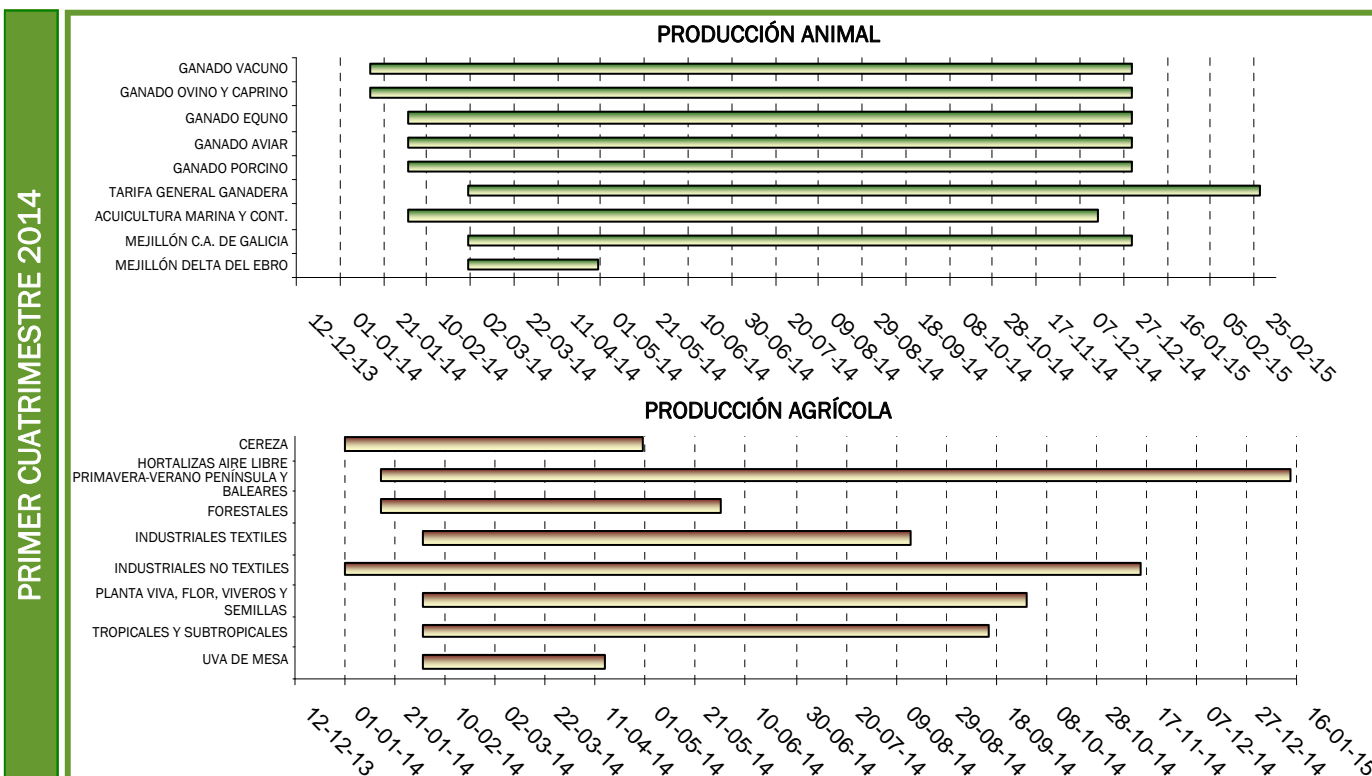 PRIMER CUATRIMESTRE 2014
PRODUCCIÓN ANIMAL
GANADO VACUNO
GANADO OVINO Y CAPRINO
GANADO EQUNO
GANADO AVIAR
GANADO PORCINO
TARIFA GENERAL GANADERA
ACUICULTURA MARINA Y CONT.
MEJILLÓN C.A. DE GALICIA
MEJILLÓN DELTA DEL EBRO
12-12-13
01-01-14
21-01-14
10-02-14
02-03-14
22-03-14
11-04-14
01-05-14
21-05-14
10-06-14
30-06-14
20-07-14
09-08-14
29-08-14
18-09-14
08-10-14
28-10-14
17-11-14
07-12-14
27-12-14
16-01-15
05-02-15
25-02-15
PRODUCCIÓN AGRÍCOLA
CEREZA
HORTALIZAS AIRE LIBRE
PRIMAVERA-VERANO PENÍNSULA Y
BALEARES
FORESTALES
INDUSTRIALES TEXTILES
INDUSTRIALES NO TEXTILES
PLANTA VIVA, FLOR, VIVEROS Y
SEMILLAS
TROPICALES Y SUBTROPICALES
UVA DE MESA
12-12-13
01-01-14
21-01-14
10-02-14
02-03-14
22-03-14
11-04-14
01-05-14
21-05-14
10-06-14
30-06-14
20-07-14
09-08-14
29-08-14
18-09-14
08-10-14
28-10-14
17-11-14
07-12-14
27-12-14
16-01-15